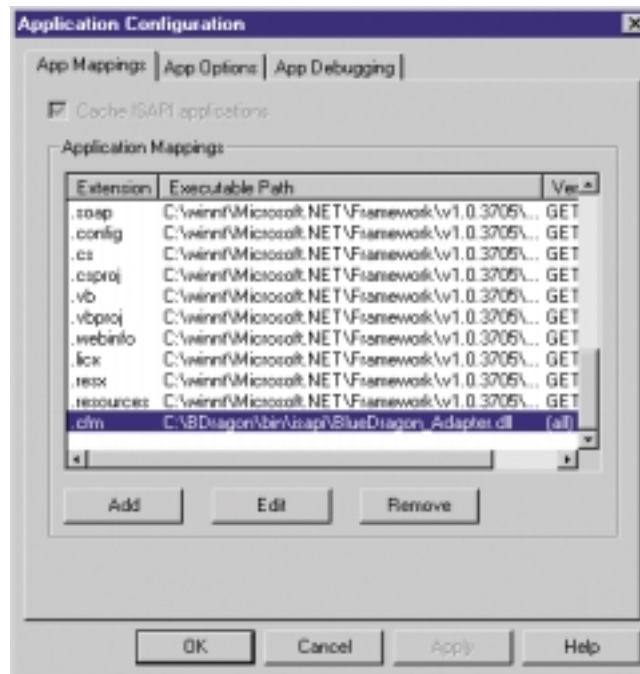 Application Configuration
App Mappings App Options App Debugging
Cache ISAPI applications
Application Mappings
Extension Executable Path Ver
.soap C:\winnt\Microsoft.NET\Framework\v1.0.3705\... GET
.config C:\winnt\Microsoft.NET\Framework\v1.0.3705\... GET
.cs C:\winnt\Microsoft.NET\Framework\v1.0.3705\... GET
.csproj C:\winnt\Microsoft.NET\Framework\v1.0.3705\... GET
.vb C:\winnt\Microsoft.NET\Framework\v1.0.3705\... GET
.vbproj C:\winnt\Microsoft.NET\Framework\v1.0.3705\... GET
.webinfo C:\winnt\Microsoft.NET\Framework\v1.0.3705\... GET
.licx C:\winnt\Microsoft.NET\Framework\v1.0.3705\... GET
.resx C:\winnt\Microsoft.NET\Framework\v1.0.3705\... GET
.resources C:\winnt\Microsoft.NET\Framework\v1.0.3705\... GET
.cfm C:\BDragon\bin\isapi\BlueDragon_Adapter.dll (all)
Add Edit Remove
OK Cancel Apply Help